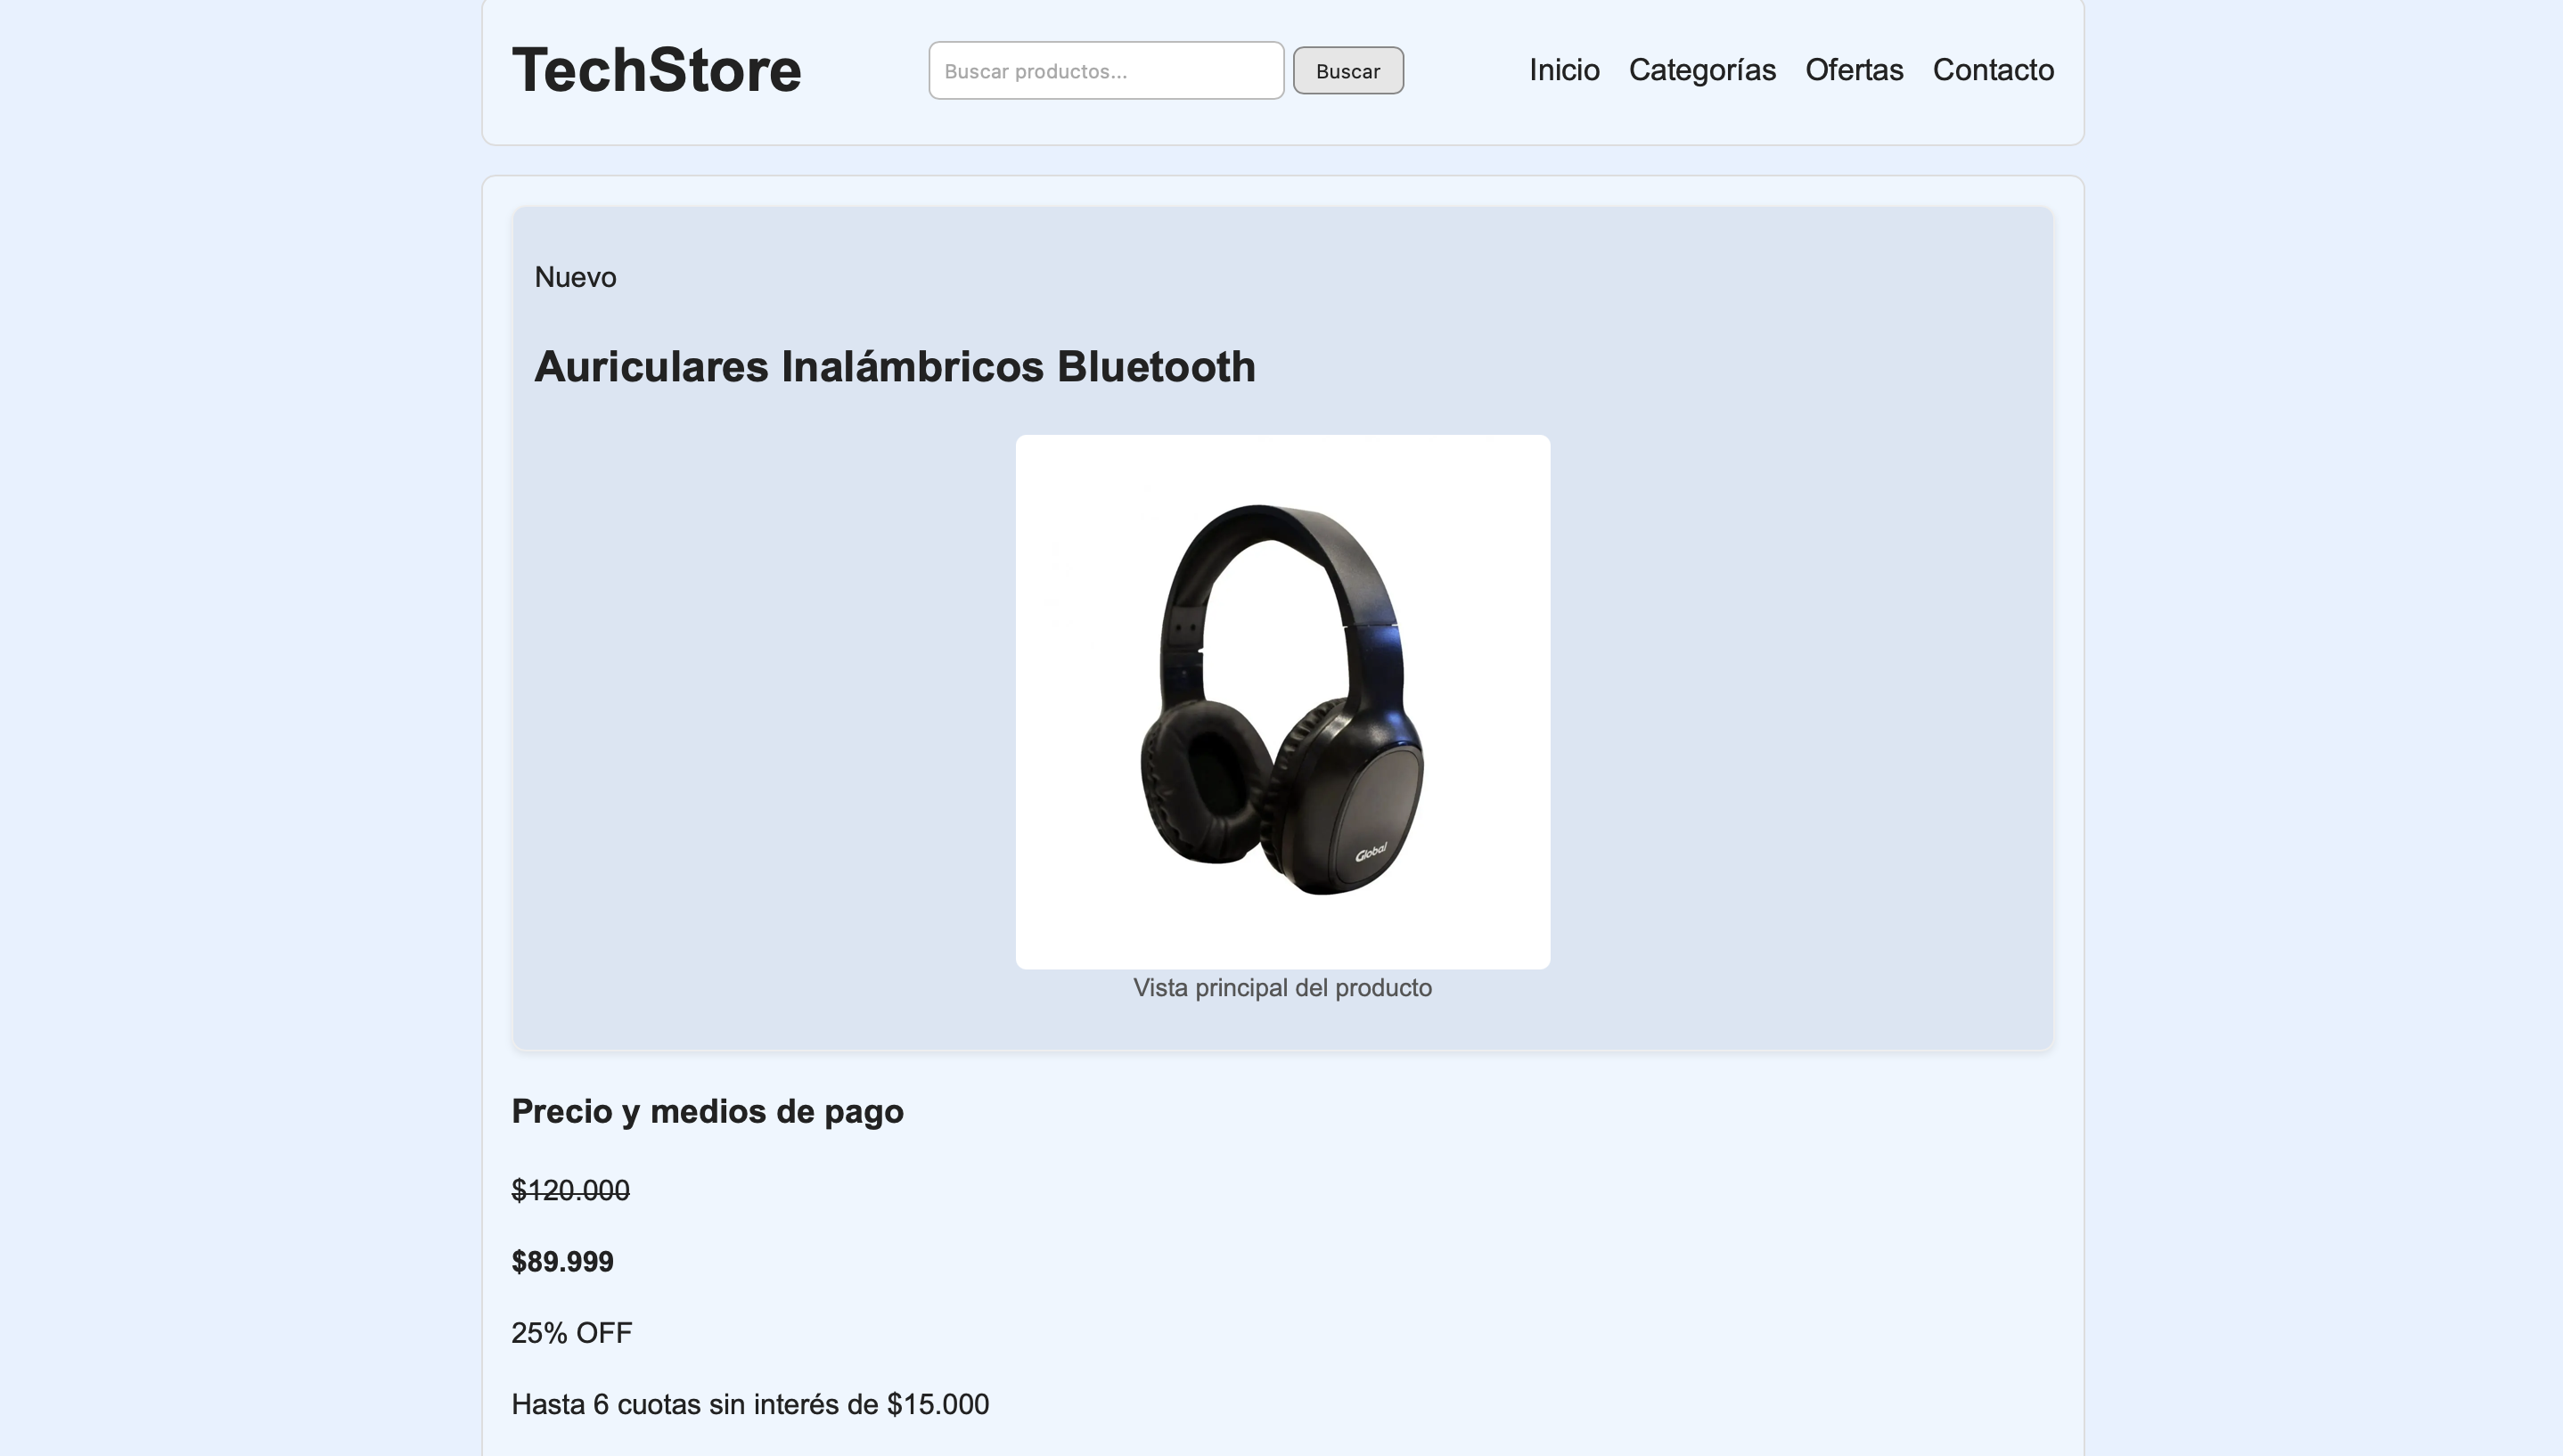 TechStore
Buscar productos...
Buscar
Inicio Categorías Ofertas Contacto
Nuevo
Auriculares Inalámbricos Bluetooth
Global
Vista principal del producto
Precio y medios de pago
$120.000
$89.999
25% OFF
Hasta 6 cuotas sin interés de $15.000